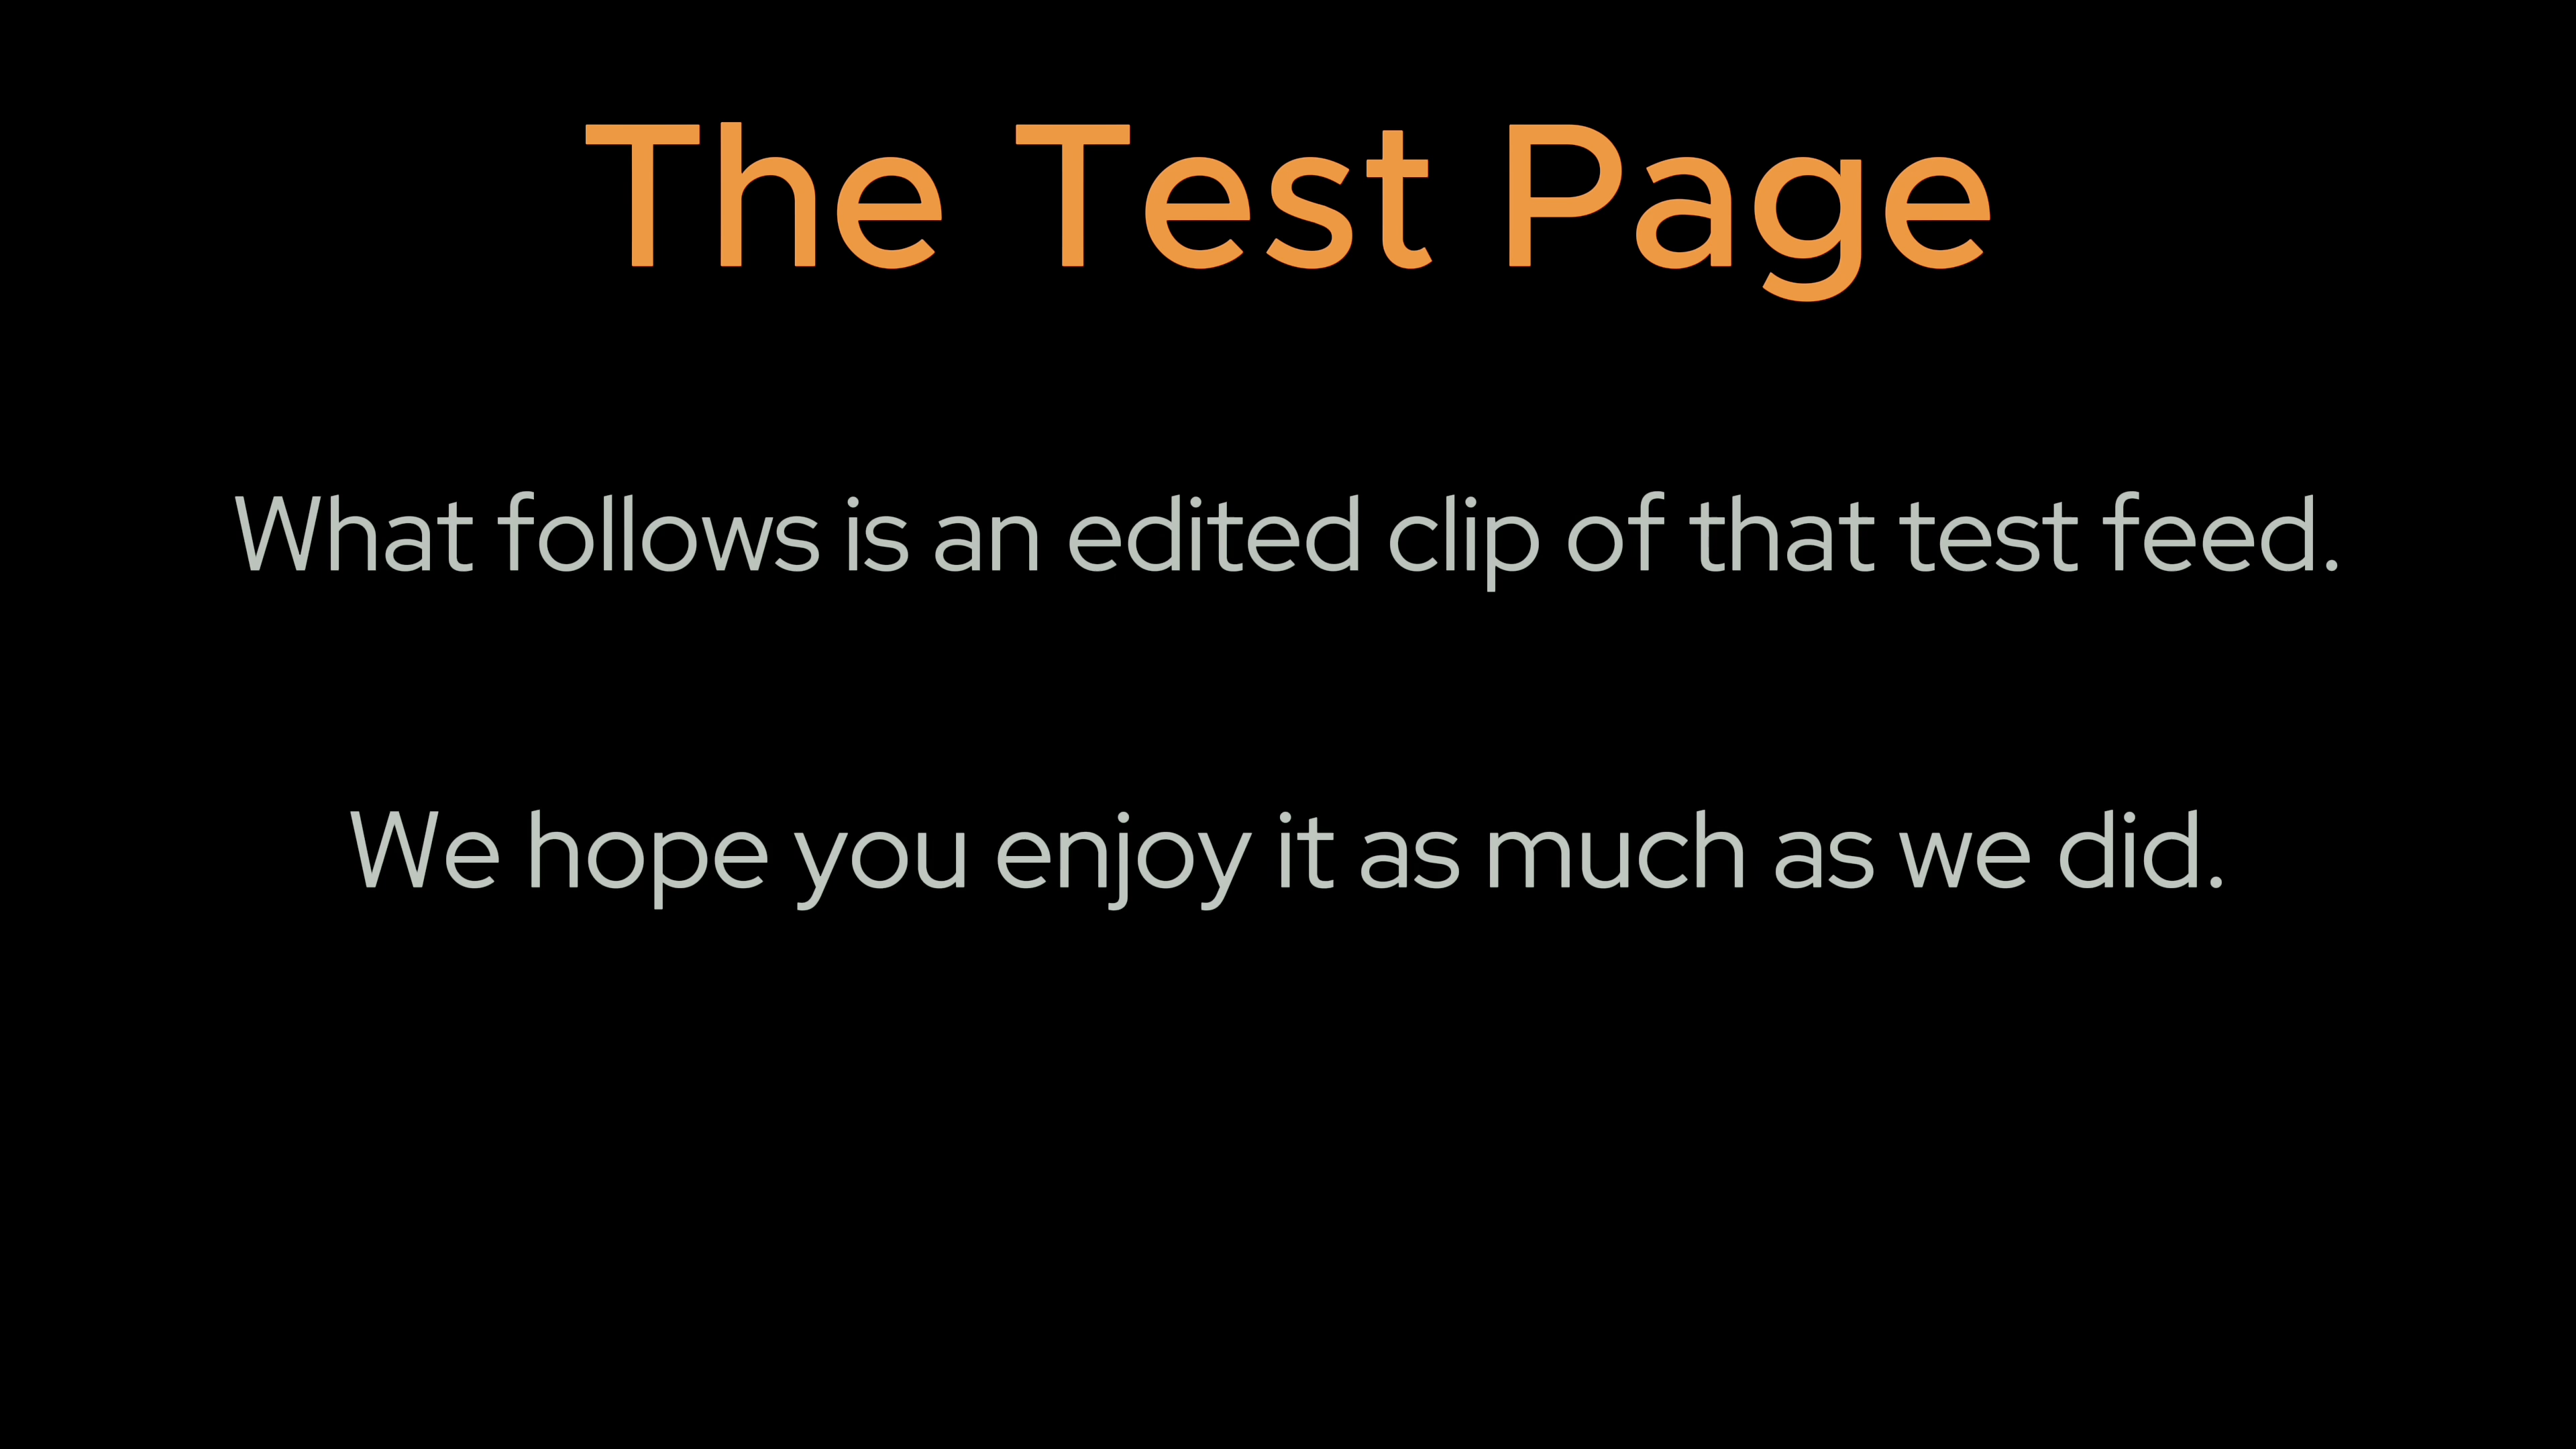 The Test Page
What follows is an edited clip of that test feed.
We hope you enjoy it as much as we did.